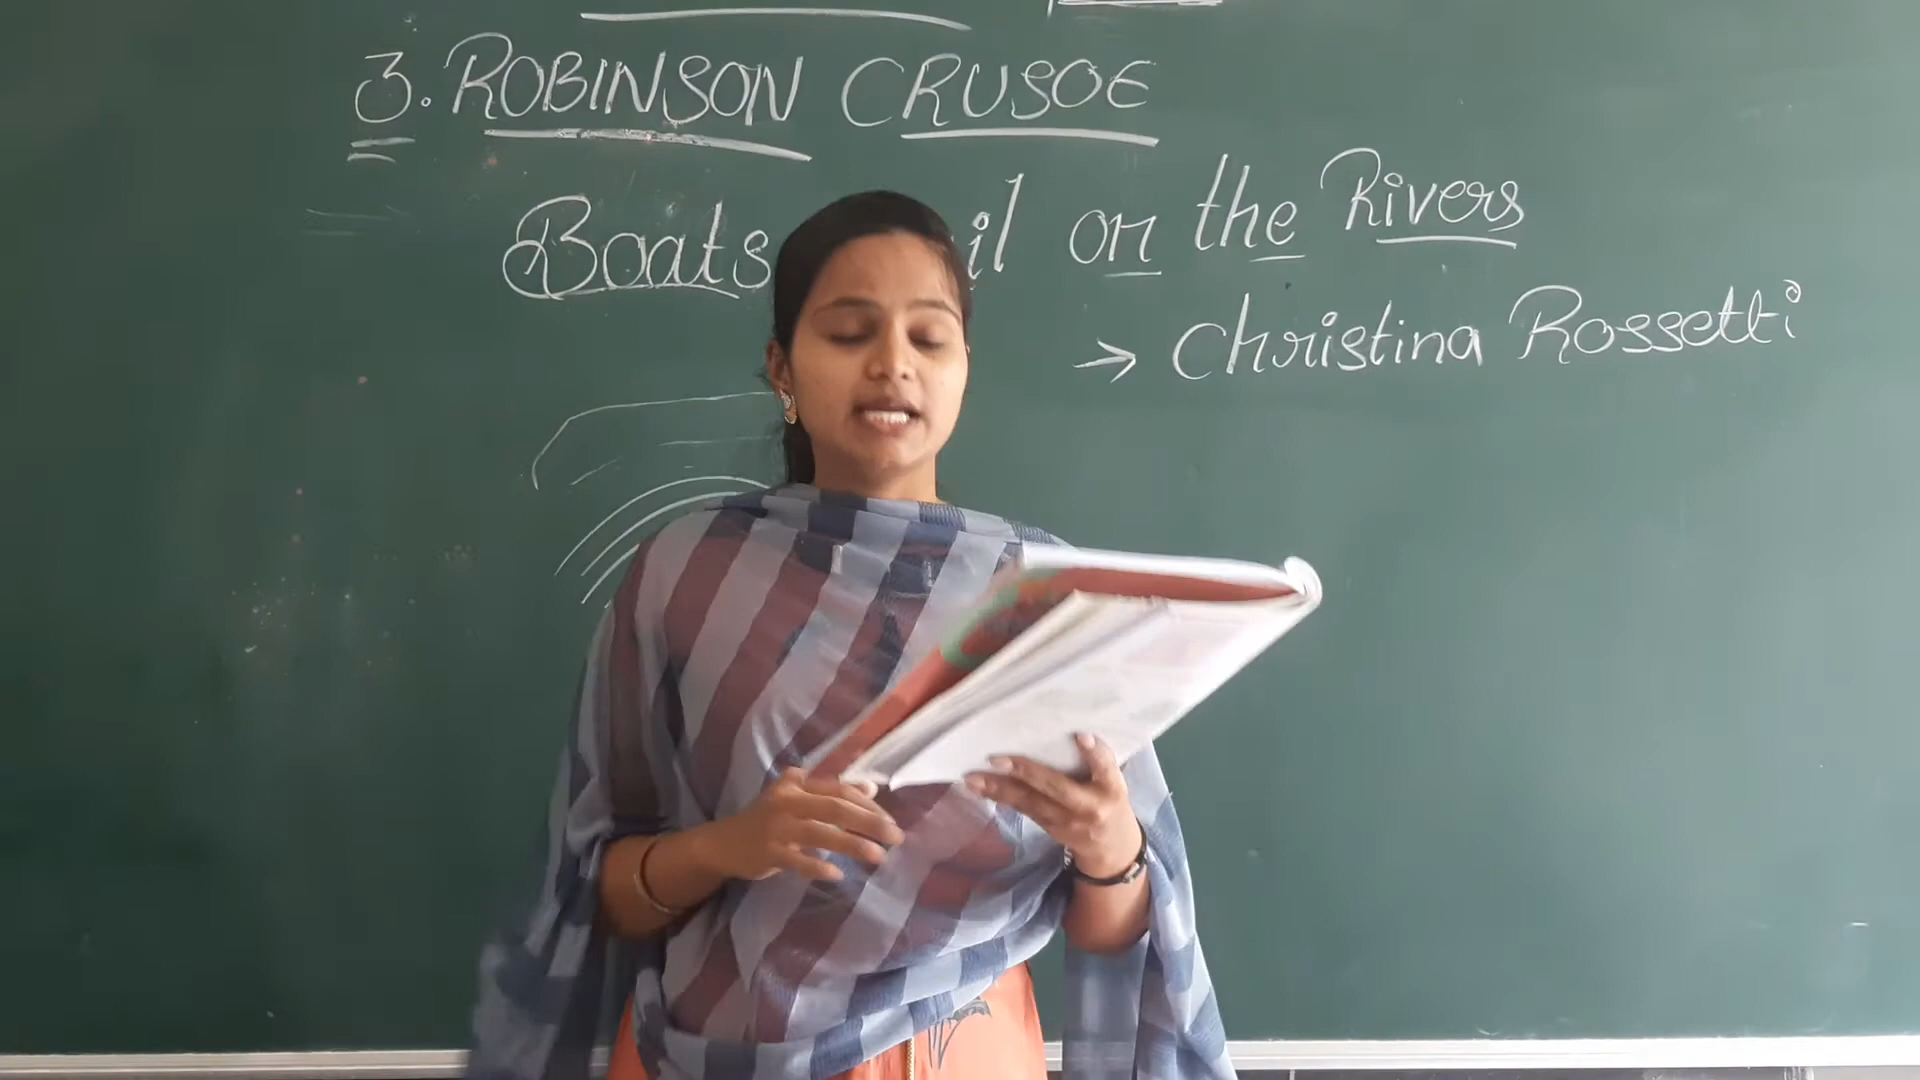 3. ROBINSON CRUSOE
Boats il on the Rivers
→ Christina Rossetti